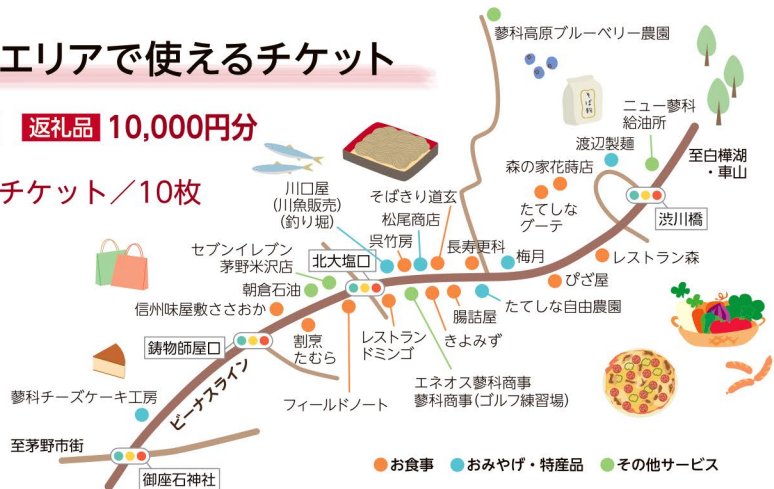 エリアで使えるチケット
返礼品 10,000円分
チケット／10枚
蓼科高原ブルーベリー農園
ニュー蓼科
給油所
渡辺製麺
至白樺湖
・車山
森の家花蒔店
たてしな
グーテ
渋川橋
川口屋
(川魚販売)
(釣り堀)
そばきり道玄
松尾商店
呉竹房
長寿更科
梅月
レストラン森
セブンイレブン
茅野米沢店
北大塩口
朝倉石油
ぴざ屋
信州味屋敷ささおか
たてしな自由農園
腸詰屋
きよみず
レストラン
ドミンゴ
割烹
たむら
鋳物師屋口
エネオス蓼科商事
蓼科商事(ゴルフ練習場)
フィールドノート
ビーナスライン
蓼科チーズケーキ工房
至茅野市街
御座石神社
お食事 おみやげ・特産品 その他サービス
そば粉